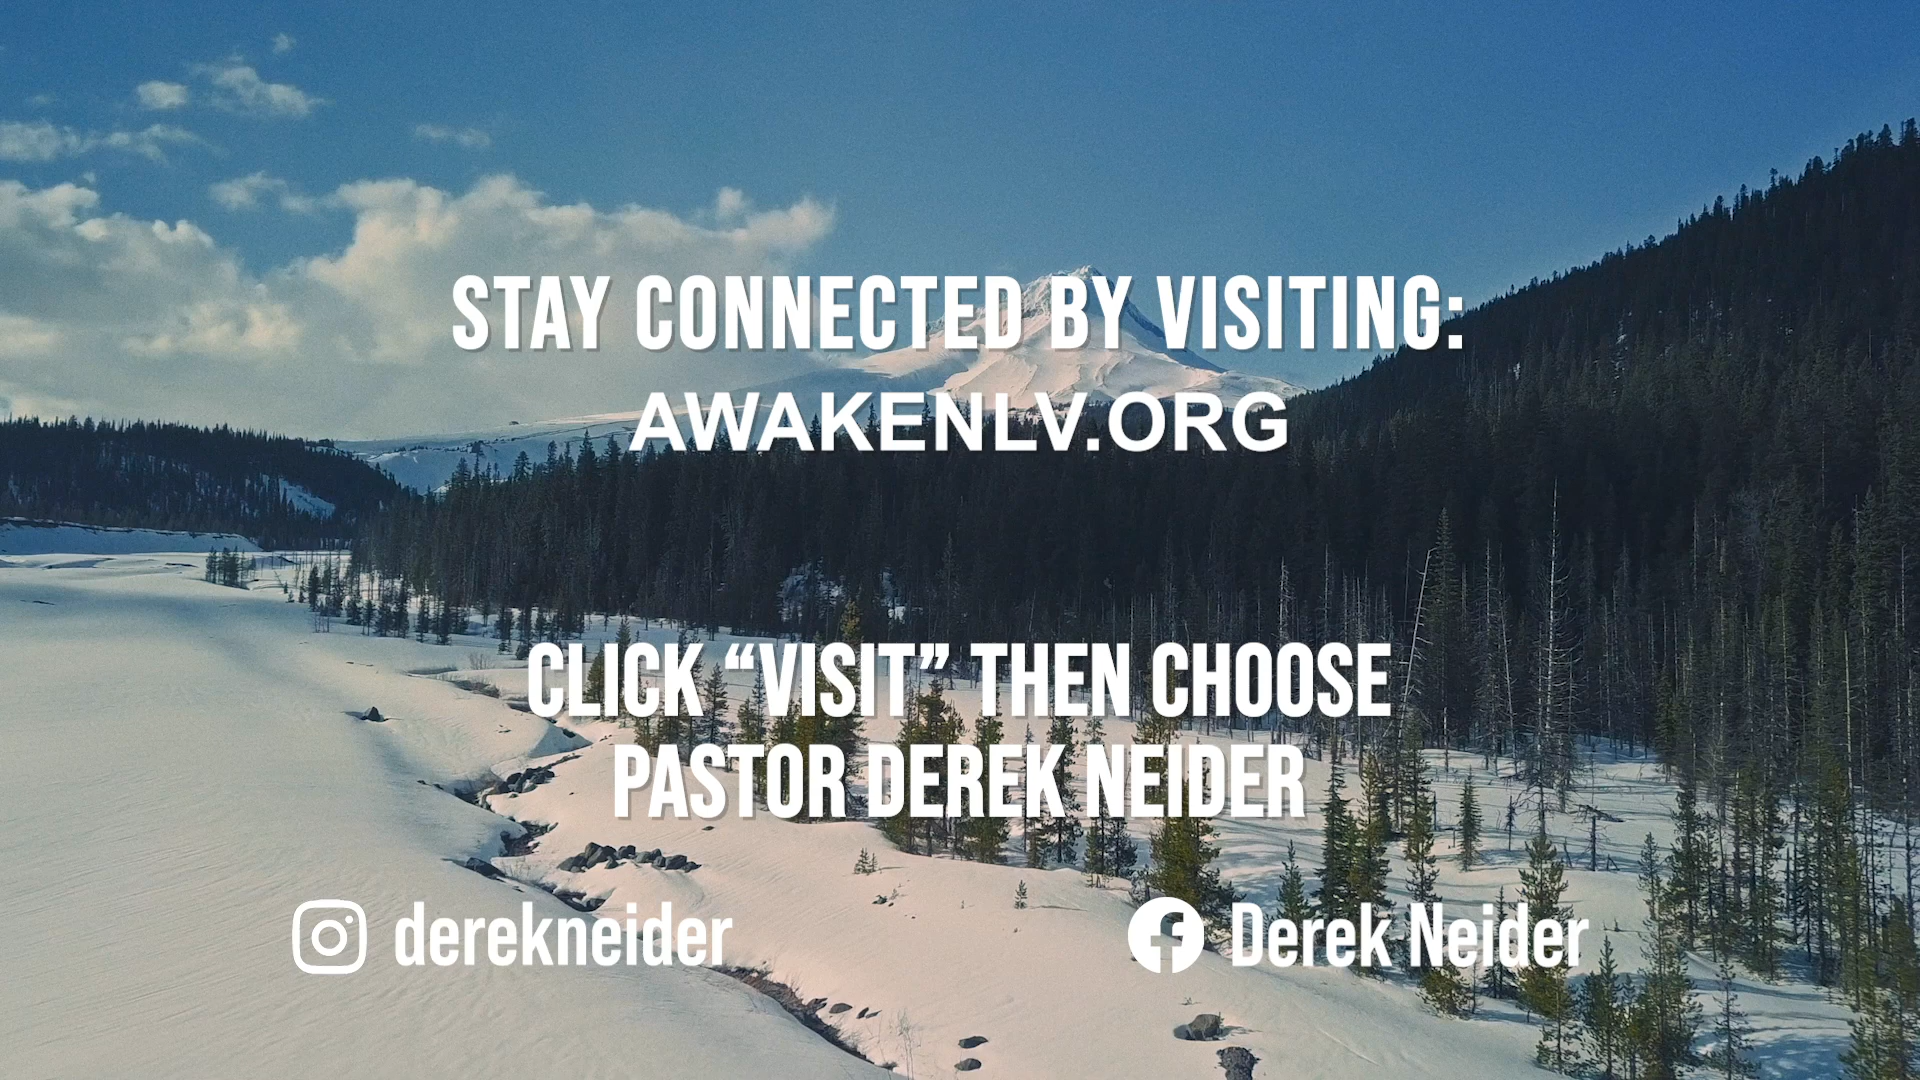 STAY CONNECTED BY VISITING:
AWAKENLV.ORG
CLICK “VISIT” THEN CHOOSE
PASTOR DEREK NEIDER
derekneider
Derek Neider